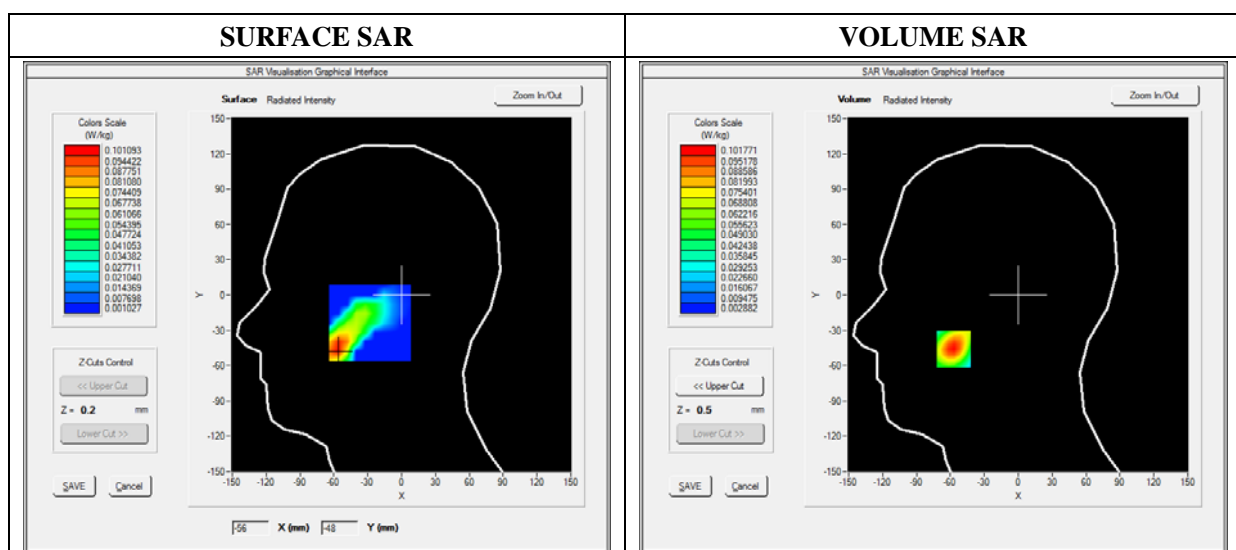 SURFACE SAR
VOLUME SAR
SAR Visualisation Graphical Interface
Surface Radiated Intensity
Zoom In/Out
Colors Scale
(W/kg)
0.101093
0.094422
0.087751
0.081080
0.074409
0.067738
0.061066
0.054395
0.047724
0.041053
0.034382
0.027711
0.021040
0.014369
0.007698
0.001027
150
120
90
60
30
0
-30
-60
-90
-120
-150
Y
-150 -120 -90 -60 -30 0 30 60 90 120 150
X
Z-Cuts Control
<< Upper Cut
Z = 0.2 mm
Lower Cut >>
SAVE Cancel
-56 X (mm) -48 Y (mm)
SAR Visualisation Graphical Interface
Volume Radiated Intensity
Zoom In/Out
Colors Scale
(W/kg)
0.101771
0.095178
0.088586
0.081993
0.075401
0.068808
0.062216
0.055623
0.049030
0.042438
0.035845
0.029253
0.022660
0.016067
0.009475
0.002882
150
120
90
60
30
0
-30
-60
-90
-120
-150
Y
-150 -120 -90 -60 -30 0 30 60 90 120 150
X
Z-Cuts Control
<< Upper Cut
Z = 0.5 mm
Lower Cut >>
SAVE Cancel